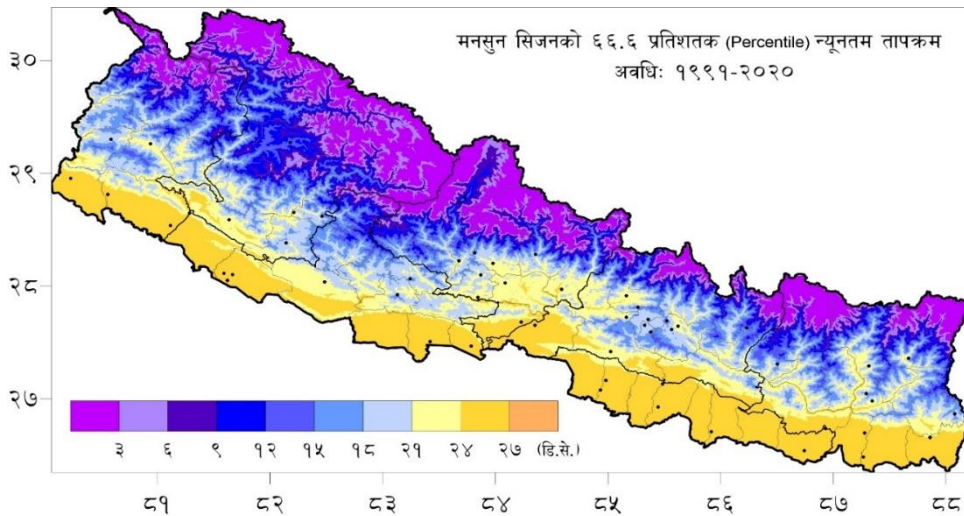 मनसुन सिजनको ६६.६ प्रतिशतक (Percentile) न्यूनतम तापक्रम
अवधिः १९९१-२०२०
३०
२९
२८
२७
३ ६ ९ १२ १५ १८ २१ २४ २७ (डि.से.)
८१ ८२ ८३ ८४ ८५ ८६ ८७ ८८